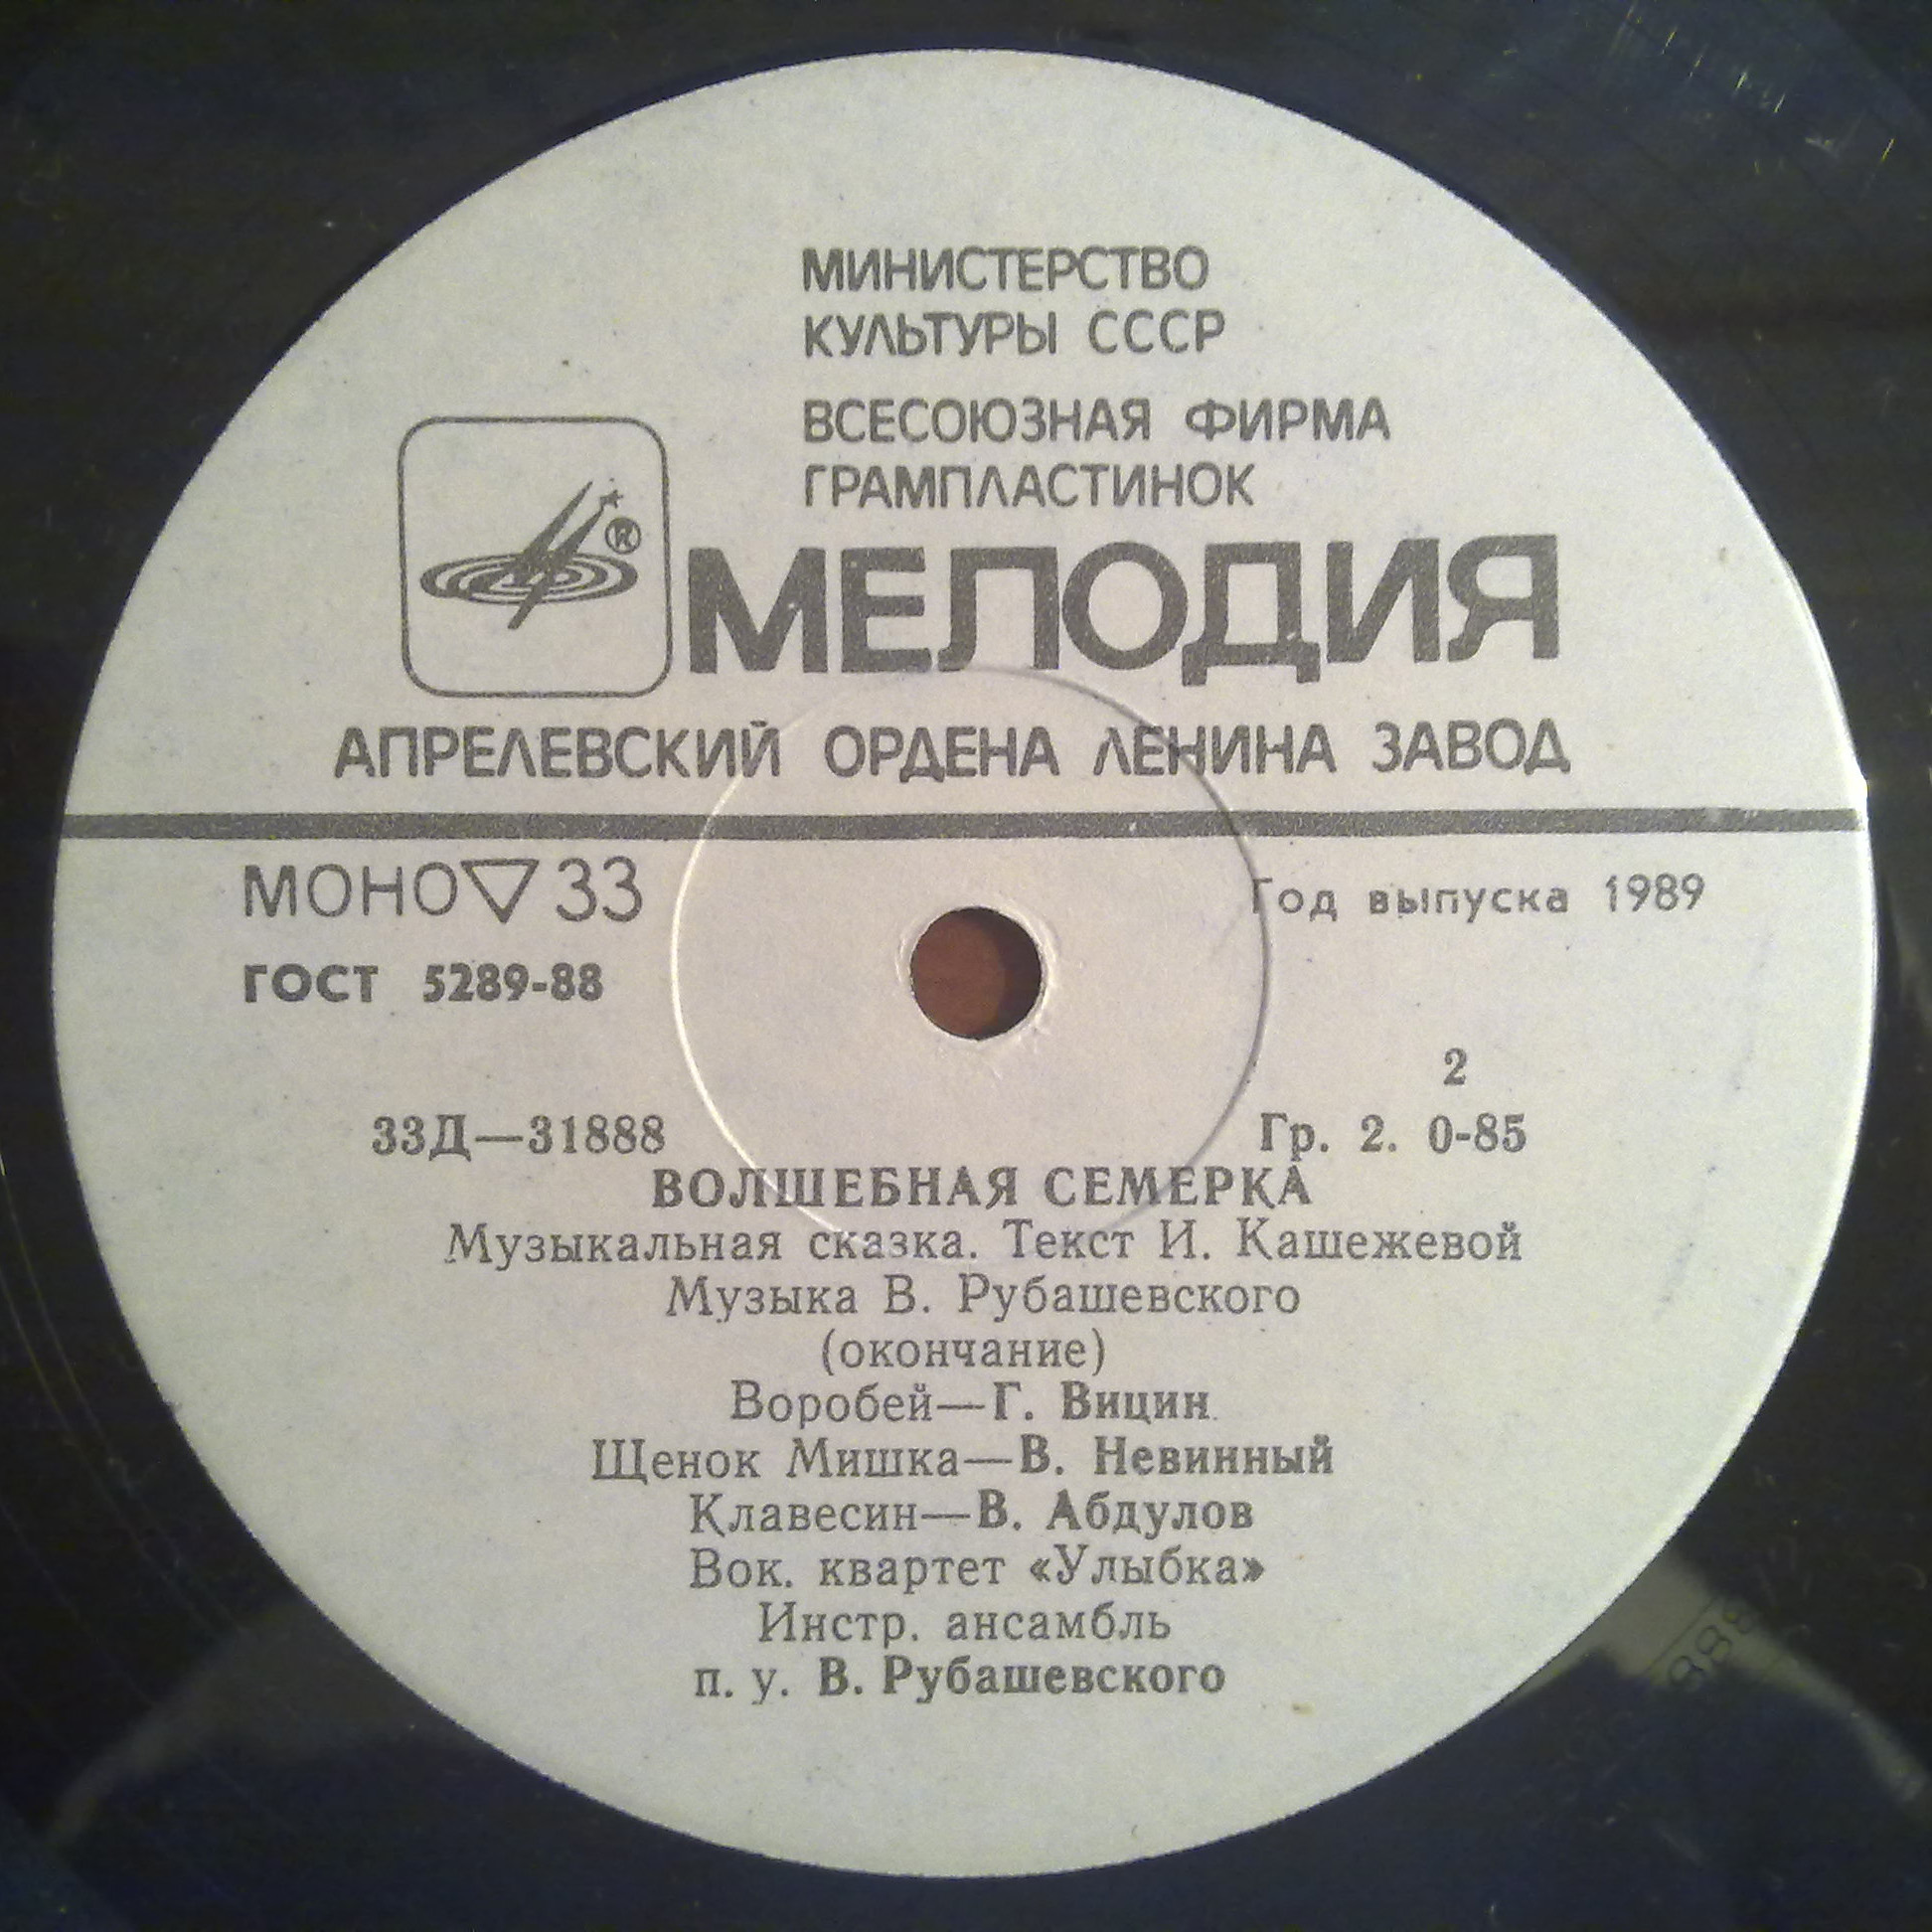 МИНИСТЕРСТВО
КУЛЬТУРЫ СССР
ВСЕСОЮЗНАЯ ФИРМА
ГРАМПЛАСТИНОК
®
МЕЛОДИЯ
АПРЕЛЕВСКИЙ ОРДЕНА ЛЕНИНА ЗАВОД
МОНО▽33
Год выпуска 1989
ГОСТ 5289-88
2
33Д—31888
Гр. 2. 0-85
ВОЛШЕБНАЯ СЕМЕРКА
Музыкальная сказка. Текст И. Кашежевой
Музыка В. Рубашевского
(окончание)
Воробей—Г. Вицин
Щенок Мишка—В. Невинный
Клавесин—В. Абдулов
Вок. квартет «Улыбка»
Инстр. ансамбль
п. у. В. Рубашевского